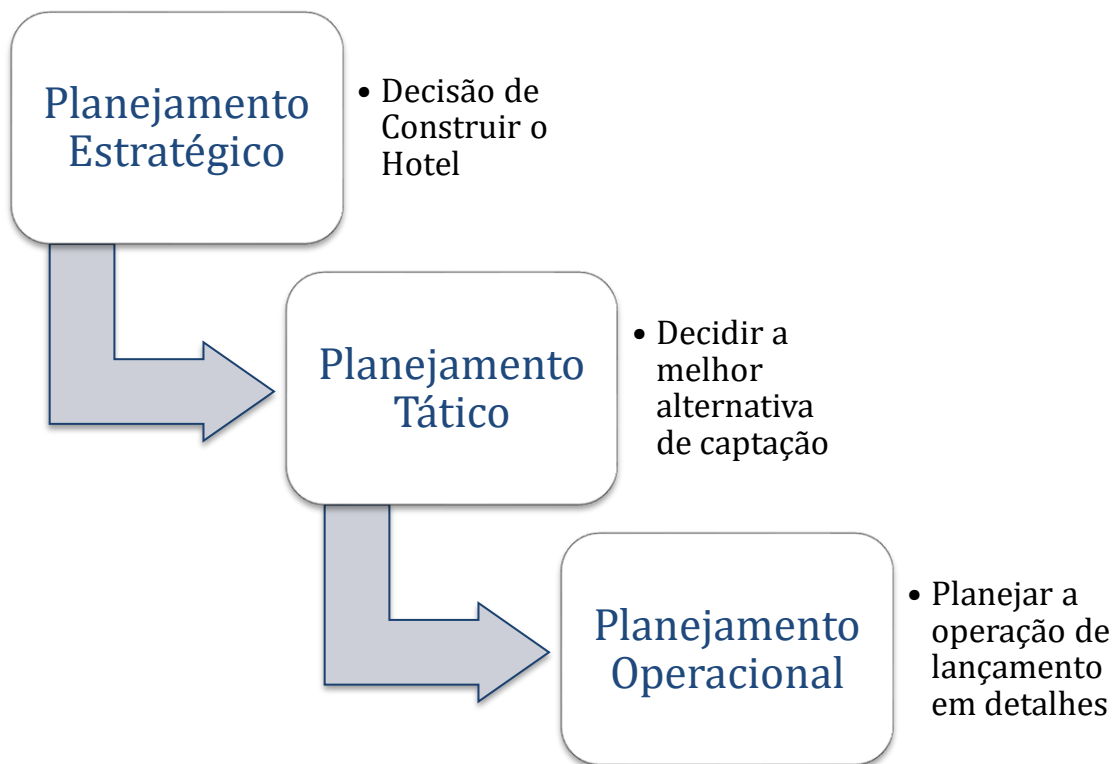 Planejamento
Estratégico
• Decisão de
Construir o
Hotel
Planejamento
Tático
• Decidir a
melhor
alternativa
de captação
Planejamento
Operacional
• Planejar a
operação de
lançamento
em detalhes